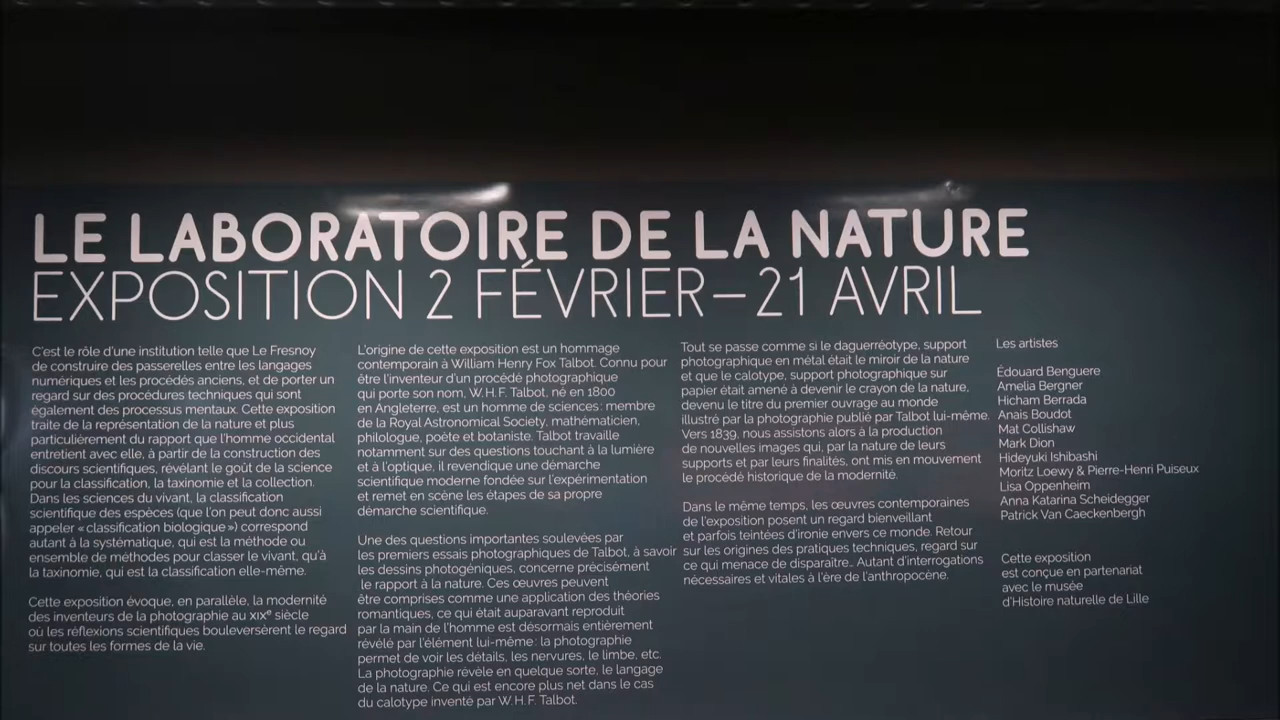 LE LABORATOIRE DE LA NATURE
EXPOSITION 2 FÉVRIER – 21 AVRIL
C'est le rôle d'une institution telle que Le Fresnoy
de construire des passerelles entre les langages
numériques et les procédés anciens, et de porter un
regard sur des procédures techniques qui sont
également des processus mentaux. Cette exposition
traite de la représentation de la nature et plus
particulièrement du rapport que l'homme occidental
entretient avec elle, à partir de la construction des
discours scientifiques, révélant le goût de la science
pour la classification, la taxinomie et la collection.
Dans les sciences du vivant, la classification
scientifique des espèces (que l'on peut donc aussi
appeler « classification biologique ») correspond
autant à la systématique, qui est la méthode ou
ensemble de méthodes pour classer le vivant, qu'à
la taxinomie, qui est la classification elle-même.
Cette exposition évoque, en parallèle, la modernité
des inventeurs de la photographie au XIXe siècle
où les réflexions scientifiques bouleversèrent le regard
sur toutes les formes de la vie.
L'origine de cette exposition est un hommage
contemporain à William Henry Fox Talbot. Connu pour
être l'inventeur d'un procédé photographique
qui porte son nom, W. H. F. Talbot, né en 1800
en Angleterre, est un homme de sciences : membre
de la Royal Astronomical Society, mathématicien,
philologue, poète et botaniste. Talbot travaille
notamment sur des questions touchant à la lumière
et à l'optique, il revendique une démarche
scientifique moderne fondée sur l'expérimentation
et remet en scène les étapes de sa propre
démarche scientifique.
Une des questions importantes soulevées par
les premiers essais photographiques de Talbot, à savoir
les dessins photogéniques, concerne précisément
le rapport à la nature. Ces œuvres peuvent
être comprises comme une application des théories
romantiques, ce qui était auparavant reproduit
par la main de l'homme est désormais entièrement
révélé par l'élément lui-même : la photographie
permet de voir les détails, les nervures, le limbe, etc.
La photographie révèle en quelque sorte, le langage
de la nature. Ce qui est encore plus net dans le cas
du calotype inventé par W. H. F. Talbot.
Tout se passe comme si le daguerréotype, support
photographique en métal était le miroir de la nature
et que le calotype, support photographique sur
papier était amené à devenir le crayon de la nature,
devenu le titre du premier ouvrage au monde
illustré par la photographie publié par Talbot lui-même.
Vers 1839, nous assistons alors à la production
de nouvelles images qui, par la nature de leurs
supports et par leurs finalités, ont mis en mouvement
le procédé historique de la modernité.
Dans le même temps, les œuvres contemporaines
de l'exposition posent un regard bienveillant
et parfois teintées d'ironie envers ce monde. Retour
sur les origines des pratiques techniques, regard sur
ce qui menace de disparaître… Autant d'interrogations
nécessaires et vitales à l'ère de l'anthropocène.
Les artistes
Édouard Benguere
Amelia Bergner
Hicham Berrada
Anais Boudot
Mat Collishaw
Mark Dion
Hideyuki Ishibashi
Moritz Loewy & Pierre-Henri Puiseux
Lisa Oppenheim
Anna Katarina Scheidegger
Patrick Van Caeckenbergh
Cette exposition
est conçue en partenariat
avec le musée
d'Histoire naturelle de Lille